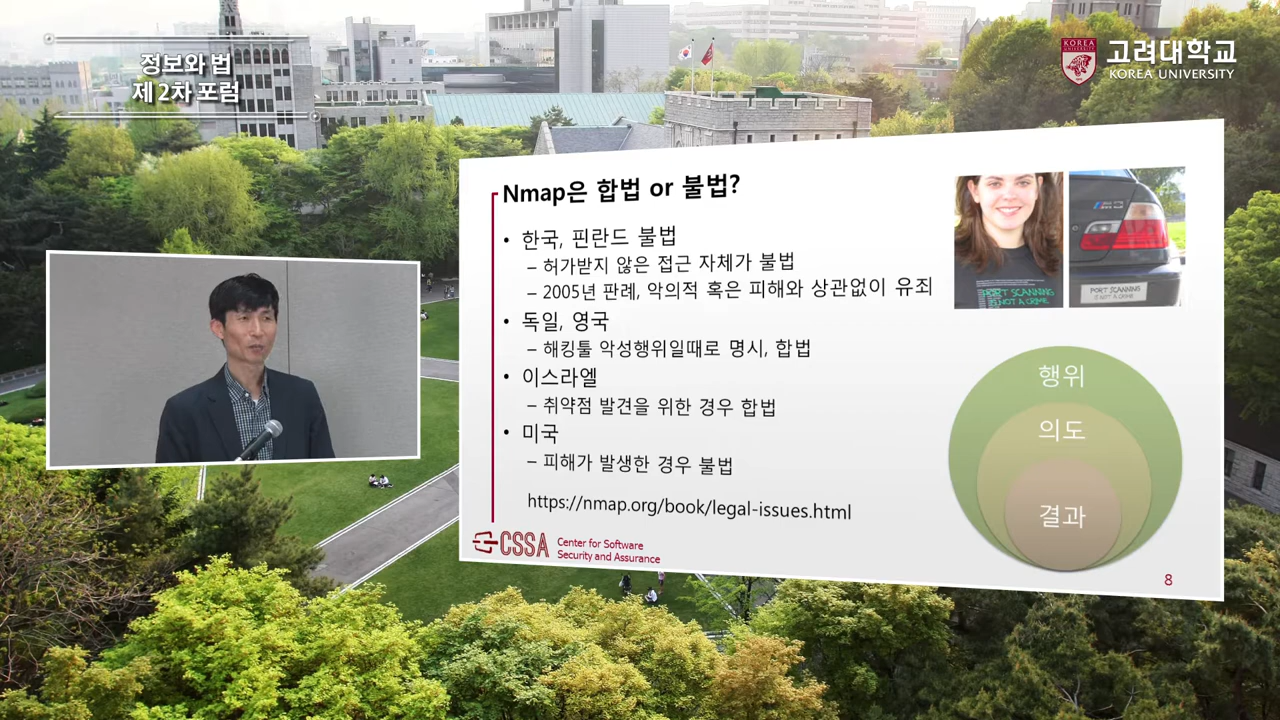 정보와 법
제 2차 포럼
KOREA
고려대학교
KOREA UNIVERSITY
Nmap은 합법 or 불법?
• 한국, 핀란드 불법
– 허가받지 않은 접근 자체가 불법
– 2005년 판례, 악의적 혹은 피해와 상관없이 유죄
• 독일, 영국
– 해킹툴 악성행위일때로 명시, 합법
• 이스라엘
– 취약점 발견을 위한 경우 합법
• 미국
– 피해가 발생한 경우 불법
https://nmap.org/book/legal-issues.html
PORT SCANNING
IS NOT A CRIME
PORT SCANNING
IS NOT A CRIME
행위
의도
결과
CSSA
Center for Software
Security and Assurance
8